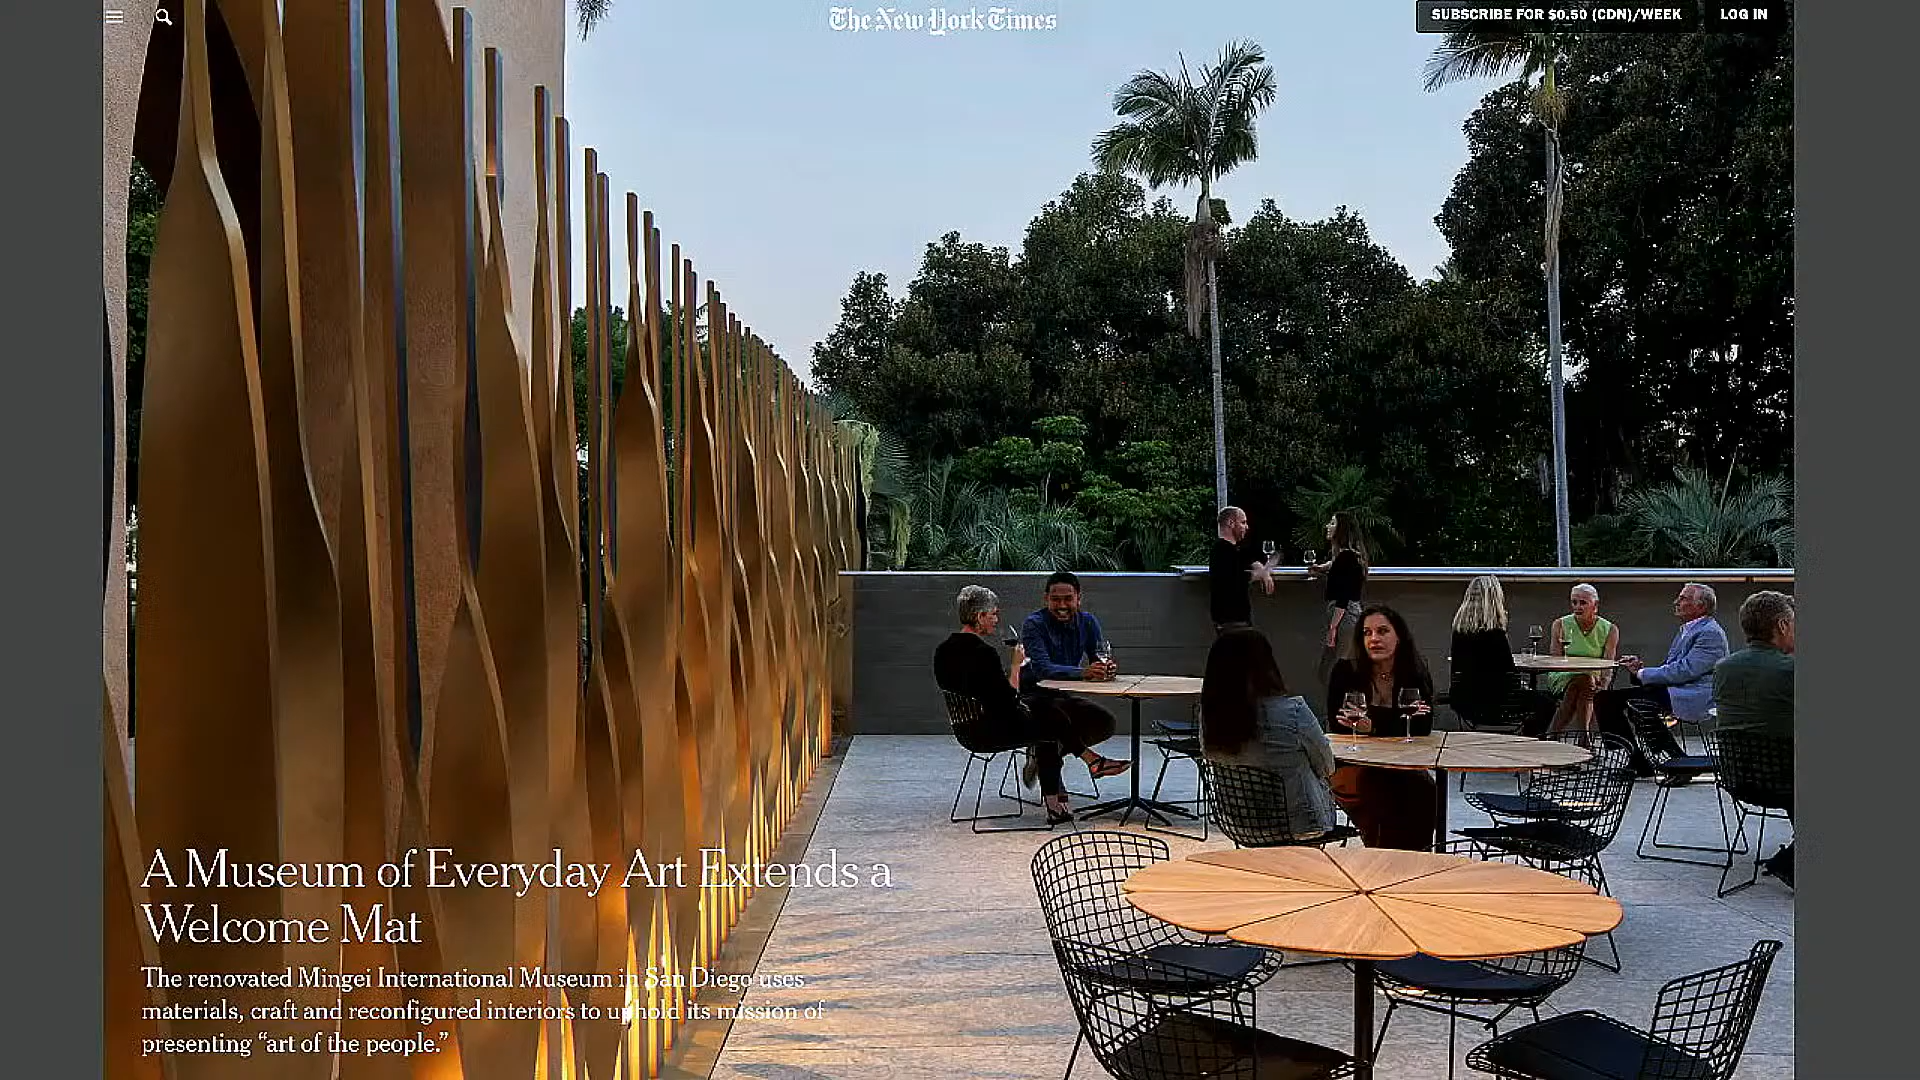 The New York Times
SUBSCRIBE FOR $0.50 (CDN)/WEEK
LOG IN
A Museum of Everyday Art Extends a
Welcome Mat
The renovated Mingei International Museum in San Diego uses
materials, craft and reconfigured interiors to uphold its mission of
presenting “art of the people.”